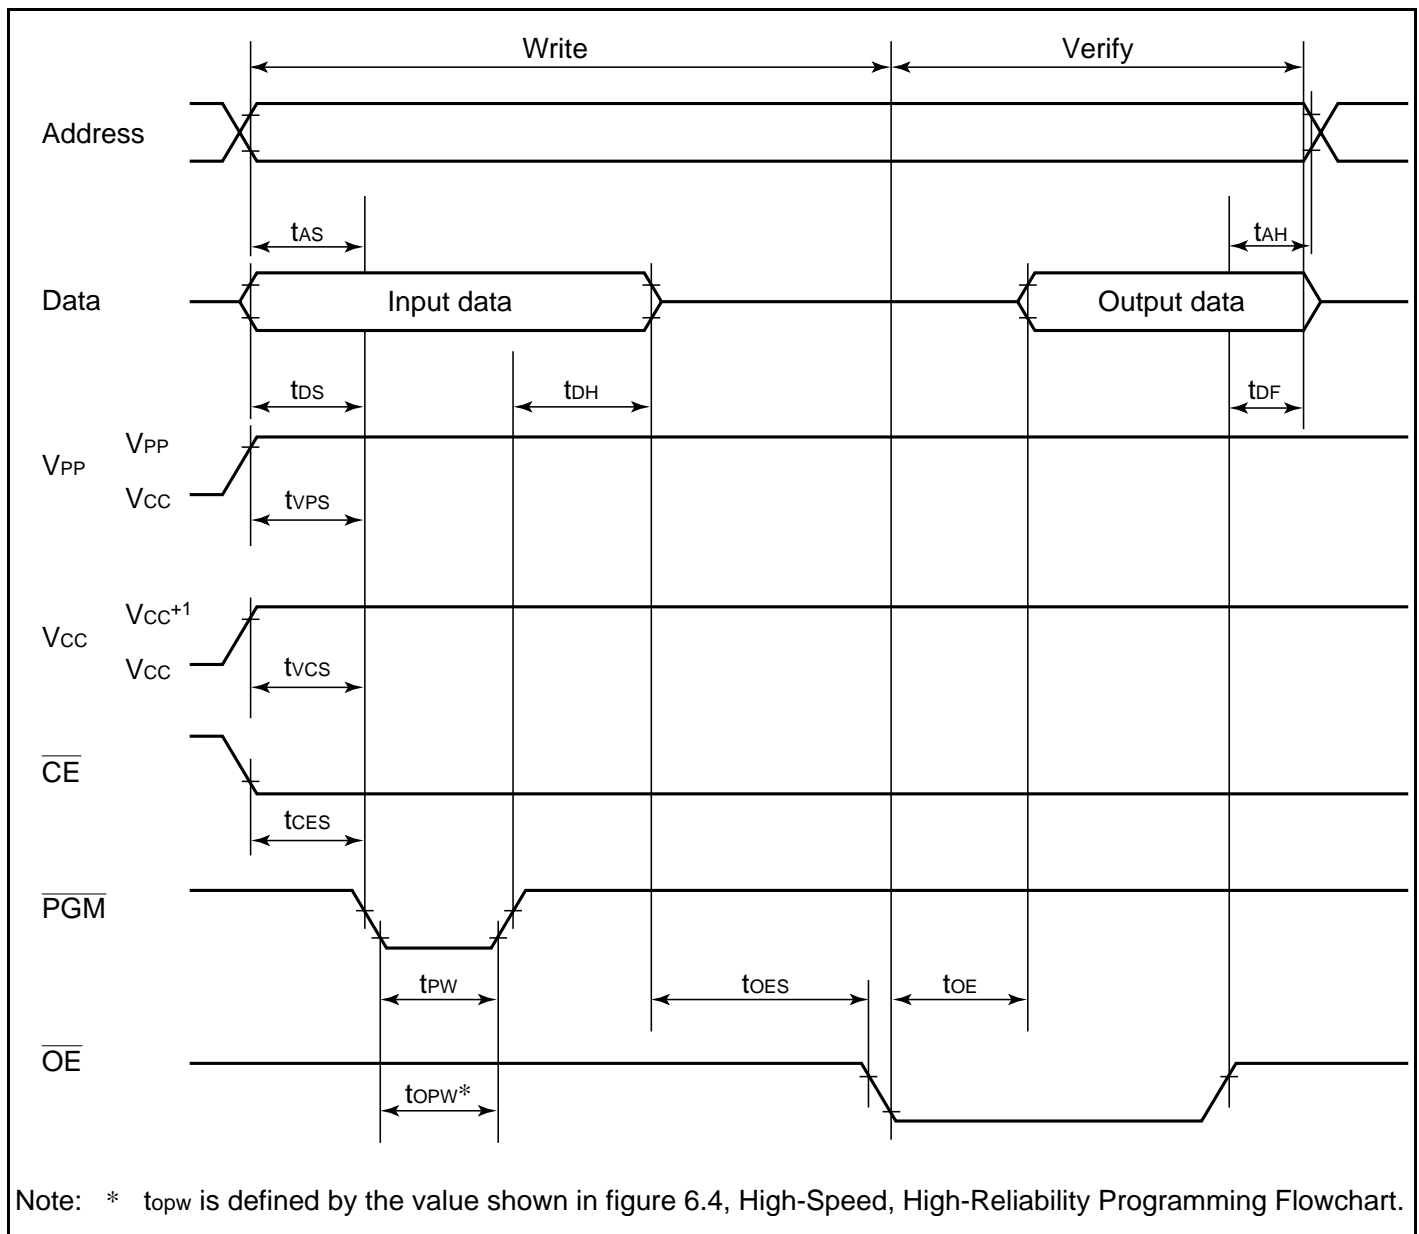 Write Verify
Address
tAS tAH
Data Input data Output data
tDS tDH tDF
VPP VPP
VCC
tVPS
VCC VCC+1
VCC
tVCS
CE
tCES
PGM
tPW tOES tOE
OE
tOPW*
Note: * topw is defined by the value shown in figure 6.4, High-Speed, High-Reliability Programming Flowchart.